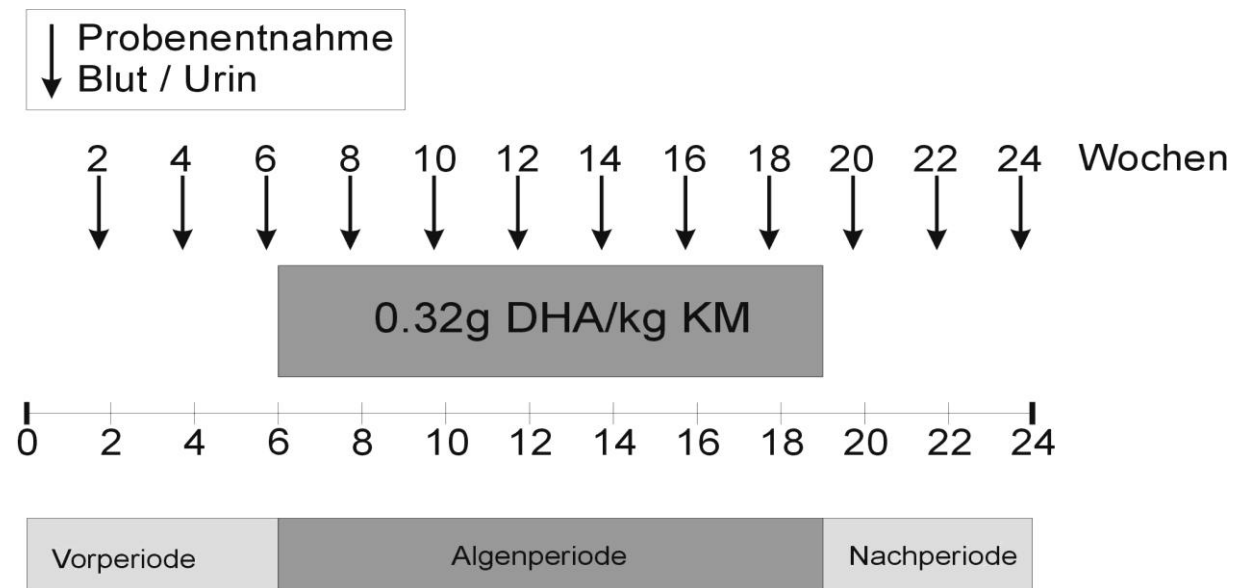 Probenentnahme
Blut / Urin
2 4 6 8 10 12 14 16 18 20 22 24 Wochen
0.32g DHA/kg KM
0 2 4 6 8 10 12 14 16 18 20 22 24
Vorperiode Algenperiode Nachperiode